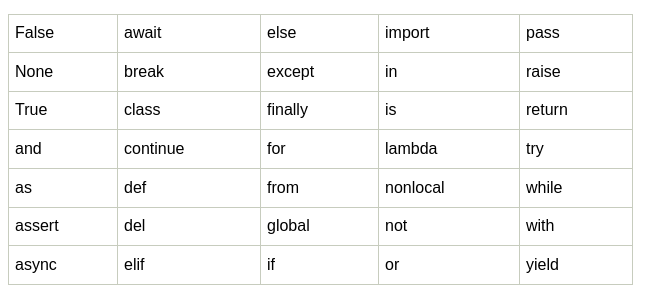 False await else import pass
None break except in raise
True class finally is return
and continue for lambda try
as def from nonlocal while
assert del global not with
async elif if or yield